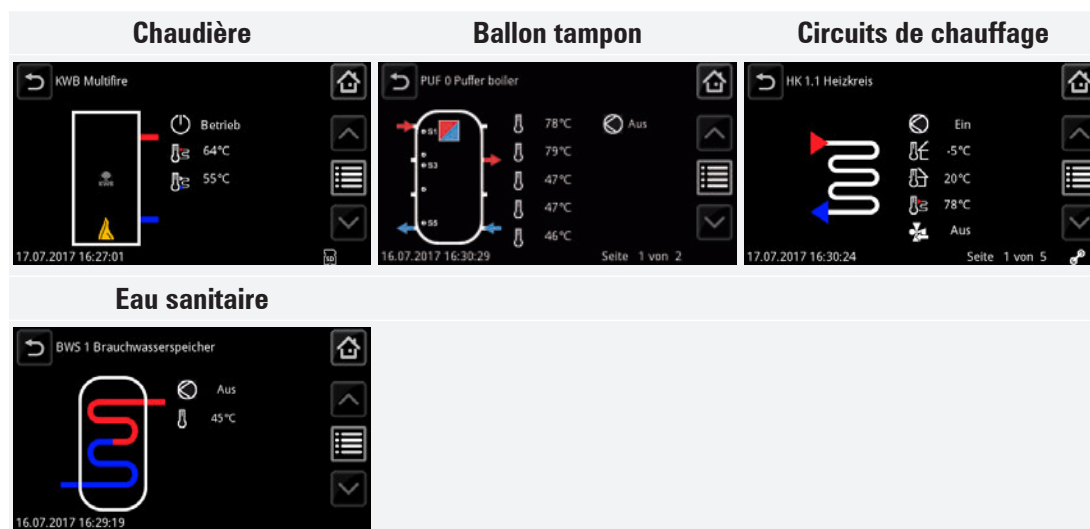 Chaudière
Ballon tampon
Circuits de chauffage
KWB Multifire
Betrieb
64°C
55°C
KWB
17.07.2017 16:27:01
SD
PUF 0 Puffer boiler
S1
S3
S5
78°C
79°C
47°C
47°C
46°C
Aus
16.07.2017 16:30:29
Seite 1 von 2
HK 1.1 Heizkreis
Ein
-5°C
20°C
78°C
Aus
17.07.2017 16:30:24
Seite 1 von 5
Eau sanitaire
BWS 1 Brauchwasserspeicher
Aus
45°C
16.07.2017 16:29:19